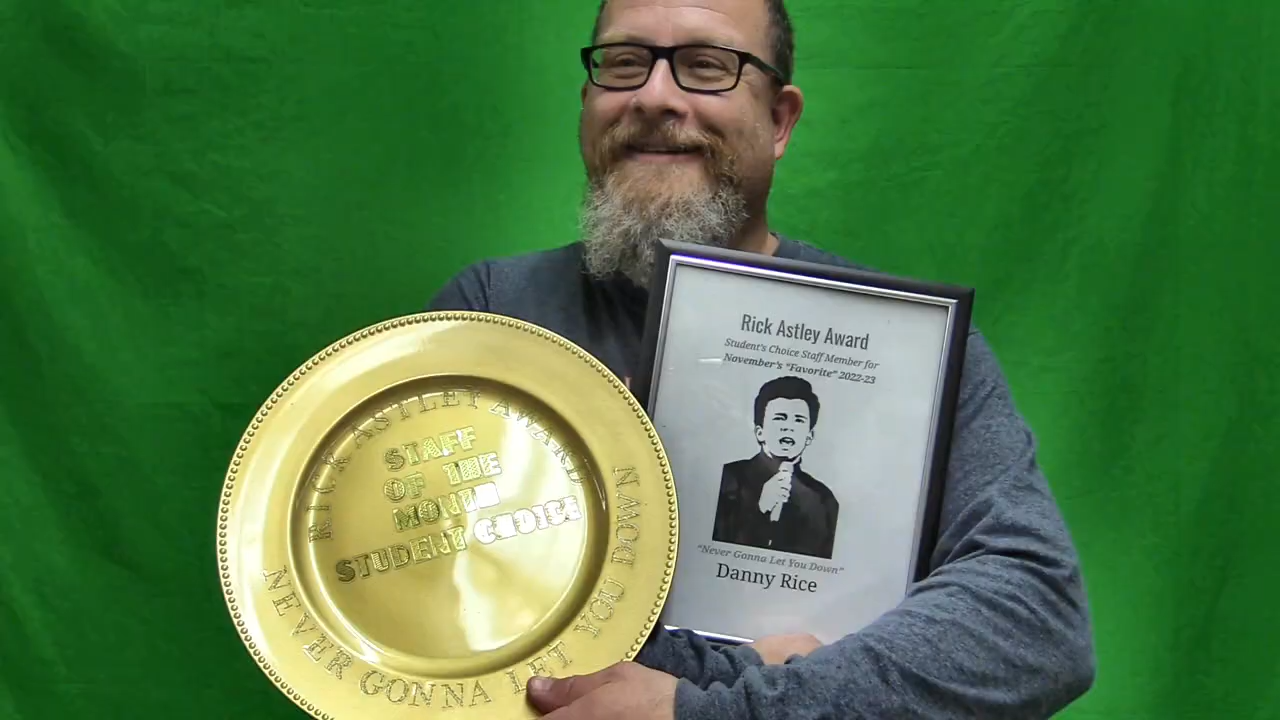 RICK ASTLEY AWARD
STAFF
OF THE
MONTH
STUDENT CHOICE
NEVER GONNA LET YOU DOWN
Rick Astley Award
Student's Choice Staff Member for
November's "Favorite" 2022-23
"Never Gonna Let You Down"
Danny Rice